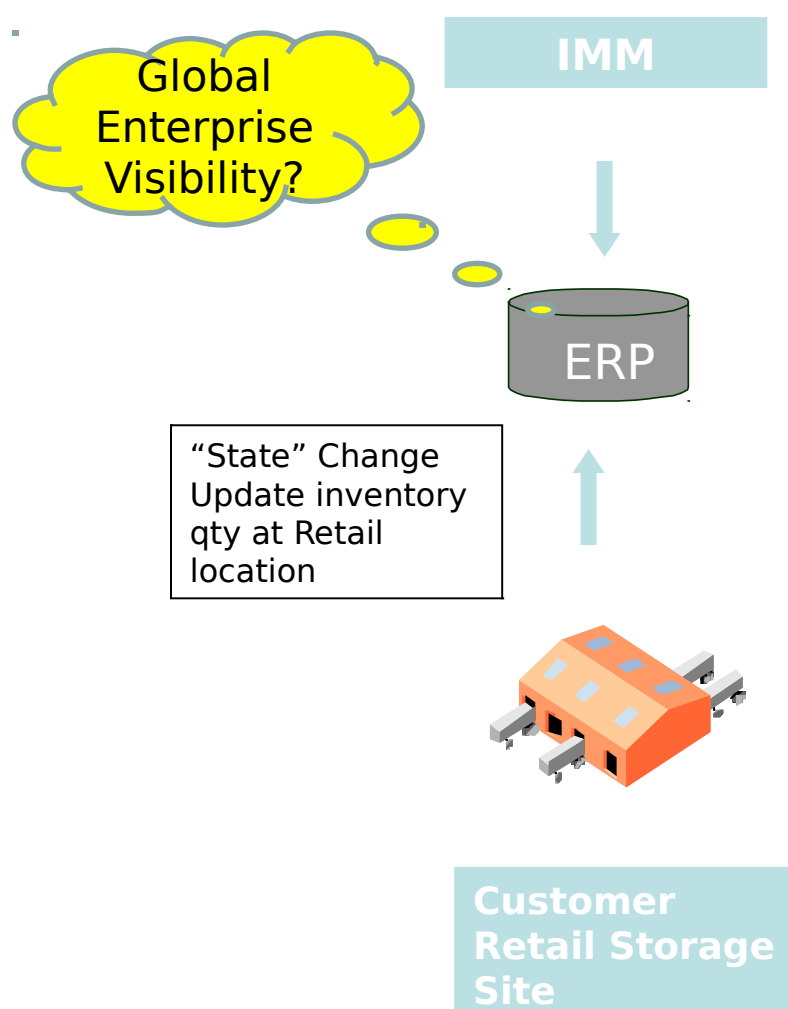 Global
Enterprise
Visibility?
IMM
ERP
“State” Change
Update inventory
qty at Retail
location
Customer
Retail Storage
Site